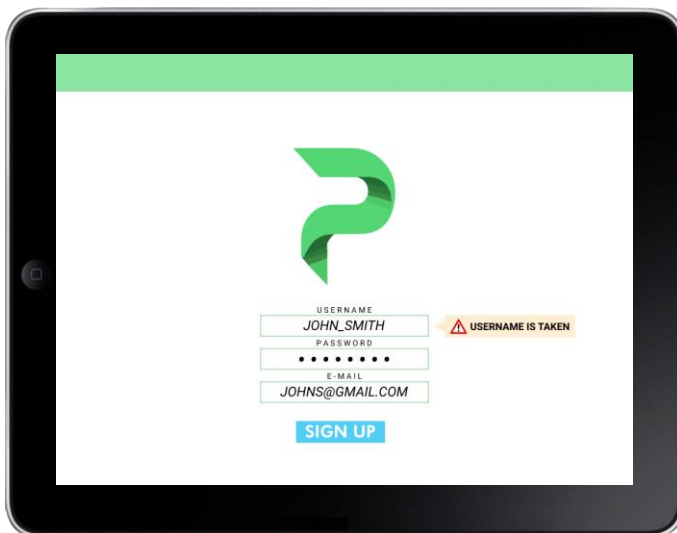 USERNAME
JOHN_SMITH
USERNAME IS TAKEN
PASSWORD
••••••••
E-MAIL
JOHNS@GMAIL.COM
SIGN UP